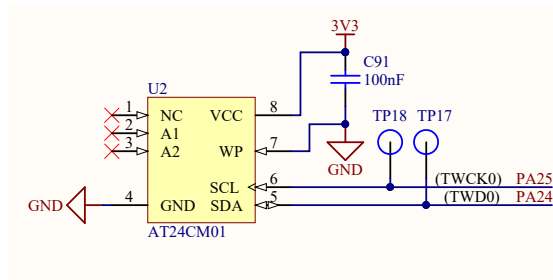 3V3
C91
100nF
U2
1 NC VCC 8
TP18 TP17
2 A1
3 A2 WP 7
GND
SCL 6 (TWCK0) PA25
GND 4 GND SDA 5 (TWD0) PA24
AT24CM01